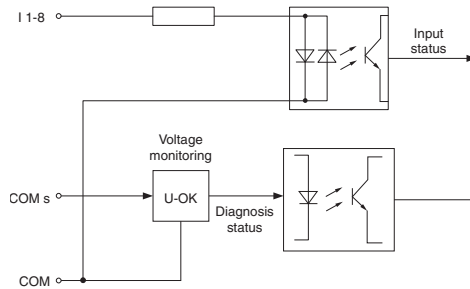 I 1-8
Input
status
Voltage
monitoring
COM s
U-OK
Diagnosis
status
COM